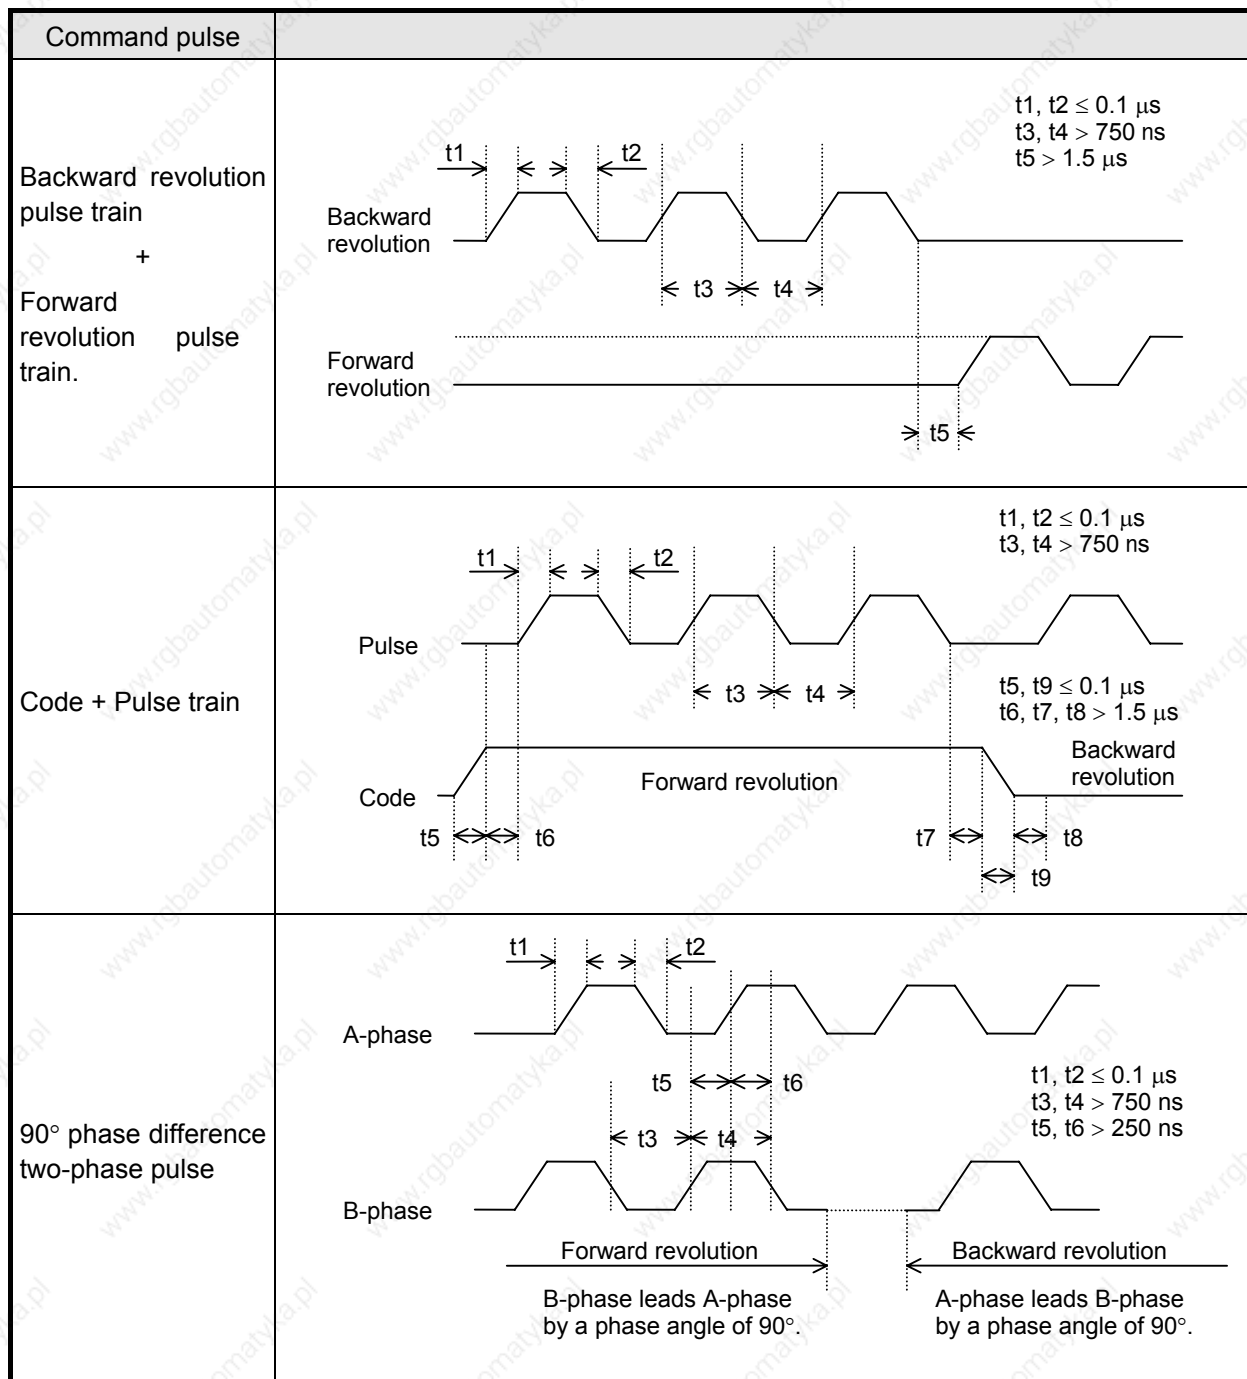 Command pulse
Backward revolution
pulse train
+
Forward
revolution pulse
train.
t1, t2 ≤ 0.1 μs
t3, t4 > 750 ns
t5 > 1.5 μs
t1
t2
Backward
revolution
t3
t4
Forward
revolution
t5
Code + Pulse train
t1, t2 ≤ 0.1 μs
t3, t4 > 750 ns
t1
t2
Pulse
t3
t4
t5, t9 ≤ 0.1 μs
t6, t7, t8 > 1.5 μs
Backward
revolution
Forward revolution
Code
t5
t6
t7
t8
t9
90° phase difference
two-phase pulse
t1
t2
A-phase
t5
t6
t1, t2 ≤ 0.1 μs
t3, t4 > 750 ns
t5, t6 > 250 ns
t3
t4
B-phase
Forward revolution
Backward revolution
B-phase leads A-phase
by a phase angle of 90°.
A-phase leads B-phase
by a phase angle of 90°.
www.rgbautomatyka.pl